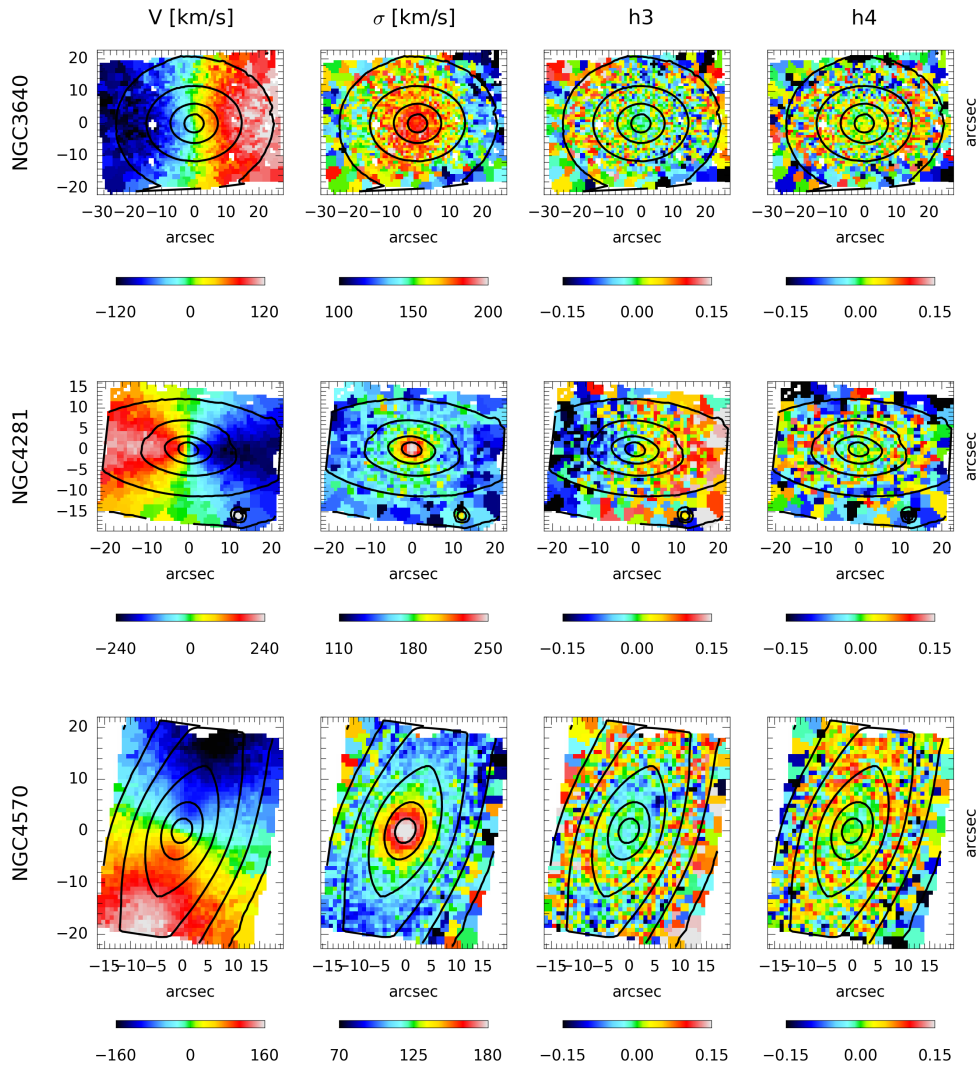 V [km/s] σ [km/s] h3 h4
NGC3640
20
10
0
−10
−20
−30−20 −10 0 10 20 −30−20 −10 0 10 20 −30−20 −10 0 10 20 −30−20 −10 0 10 20
arcsec arcsec arcsec arcsec
arcsec
−120 0 120 100 150 200 −0.15 0.00 0.15 −0.15 0.00 0.15
NGC4281
15
10
5
0
−5
−10
−15
−20 −10 0 10 20 −20 −10 0 10 20 −20 −10 0 10 20 −20 −10 0 10 20
arcsec arcsec arcsec arcsec
arcsec
−240 0 240 110 180 250 −0.15 0.00 0.15 −0.15 0.00 0.15
NGC4570
20
10
0
−10
−20
−15−10−5 0 5 10 15 −15−10−5 0 5 10 15 −15−10−5 0 5 10 15 −15−10−5 0 5 10 15
arcsec arcsec arcsec arcsec
arcsec
−160 0 160 70 125 180 −0.15 0.00 0.15 −0.15 0.00 0.15